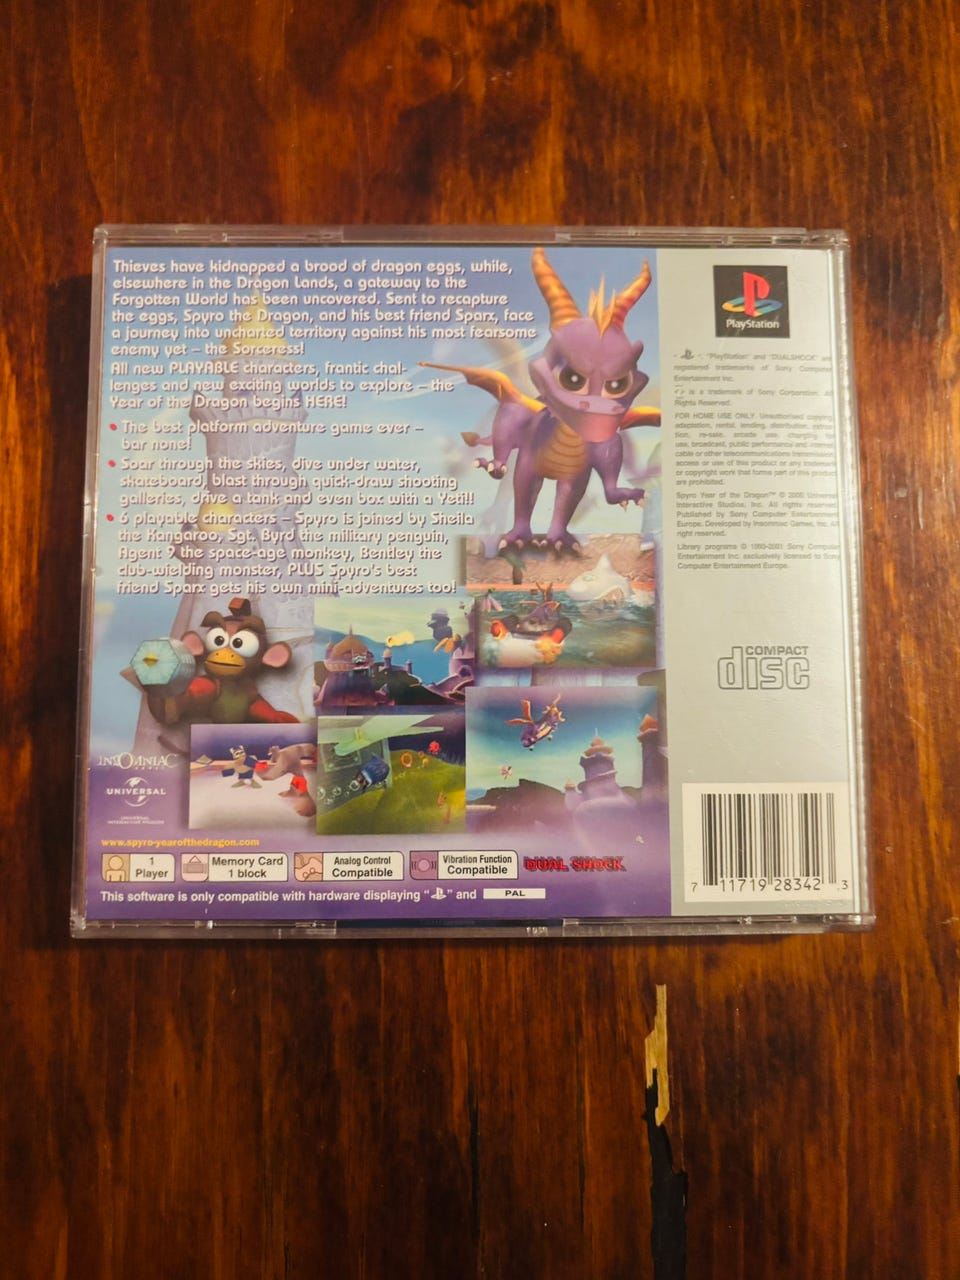 Thieves have kidnapped a brood of dragon eggs, while,
elsewhere in the Dragon Lands, a gateway to the
Forgotten World has been uncovered. Sent to recapture
the eggs, Spyro the Dragon, and his best friend Sparx, face
a journey into uncharted territory against his most fearsome
enemy yet – the Sorceress!
All new PLAYABLE characters, frantic chal-
lenges and new exciting worlds to explore – the
Year of the Dragon begins HERE!
• The best platform adventure game ever –
bar none!
• Soar through the skies, dive under water,
skateboard, blast through quick-draw shooting
galleries, drive a tank and even box with a Yeti!!
• 6 playable characters – Spyro is joined by Sheila
the Kangaroo, Sgt. Byrd the military penguin,
Agent 9 the space-age monkey, Bentley the
club-wielding monster, PLUS Spyro's best
friend Sparx gets his own mini-adventures too!
INSOMNIAC
GAMES
UNIVERSAL
UNIVERSAL
INTERACTIVE STUDIOS
www.spyro-yearofthedragon.com
1
Player
Memory Card
1 block
Analog Control
Compatible
Vibration Function
Compatible
DUAL SHOCK
This software is only compatible with hardware displaying " " and PAL
PlayStation
" ", "PlayStation" and "DUALSHOCK" are
registered trademarks of Sony Computer
Entertainment Inc.
is a trademark of Sony Corporation. All
Rights Reserved.
FOR HOME USE ONLY. Unauthorised copying,
adaptation, rental, lending, distribution, extrac-
tion, re-sale, arcade use, charging for
use, broadcast, public performance and internet,
cable or other telecommunications transmission,
access or use of this product or any trademark
or copyright work that forms part of this product
are prohibited.
Spyro Year of the Dragon™ © 2000 Universal
Interactive Studios, Inc. All rights reserved.
Published by Sony Computer Entertainment
Europe. Developed by Insomniac Games, Inc. All
right reserved.
Library programs © 1993-2001 Sony Computer
Entertainment Inc. exclusively licensed to Sony
Computer Entertainment Europe.
COMPACT
disc
7 11719 28342 3